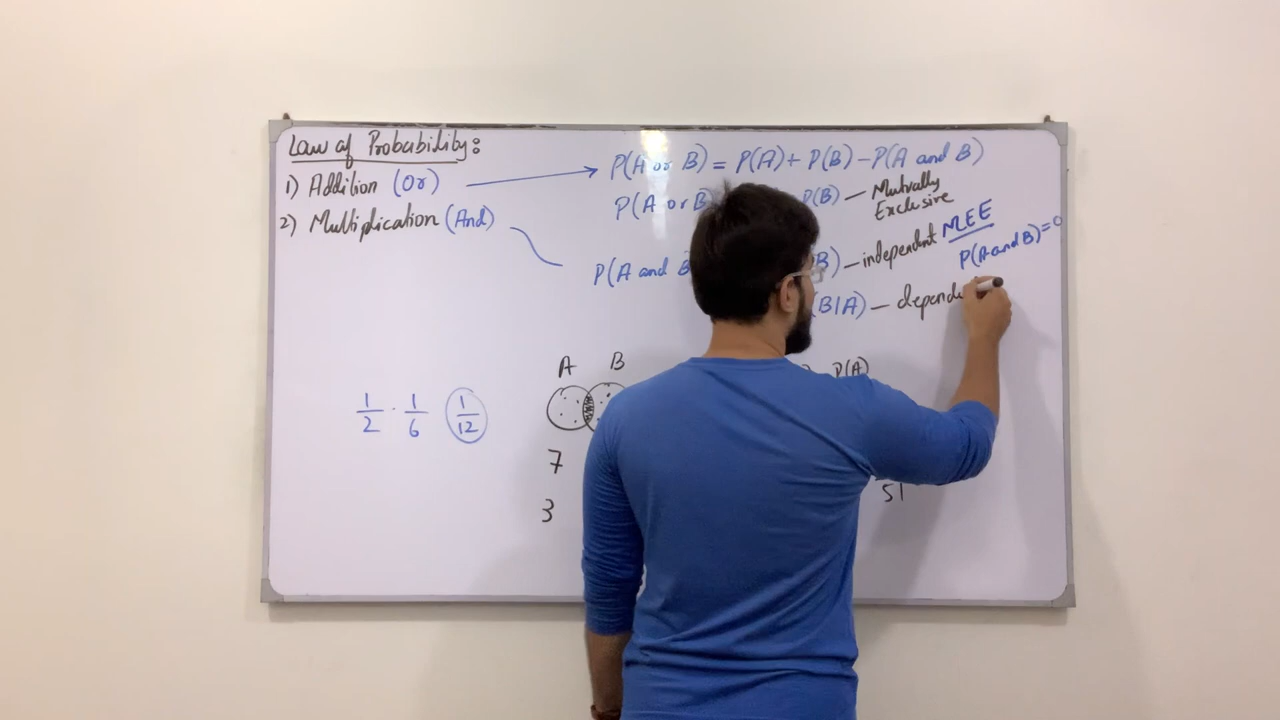 Law of Probability:
1) Addition (Or)
2) Multiplication (And)
P(A or B) = P(A) + P(B) - P(A and B)
P(A or B) P(B) — Mutually Exclusive
P(A and B B) — independent
MEE
P(A and B) = 0
(B|A) — depende
A B
P(A)
1/2 · 1/6 1/12
7
3
51